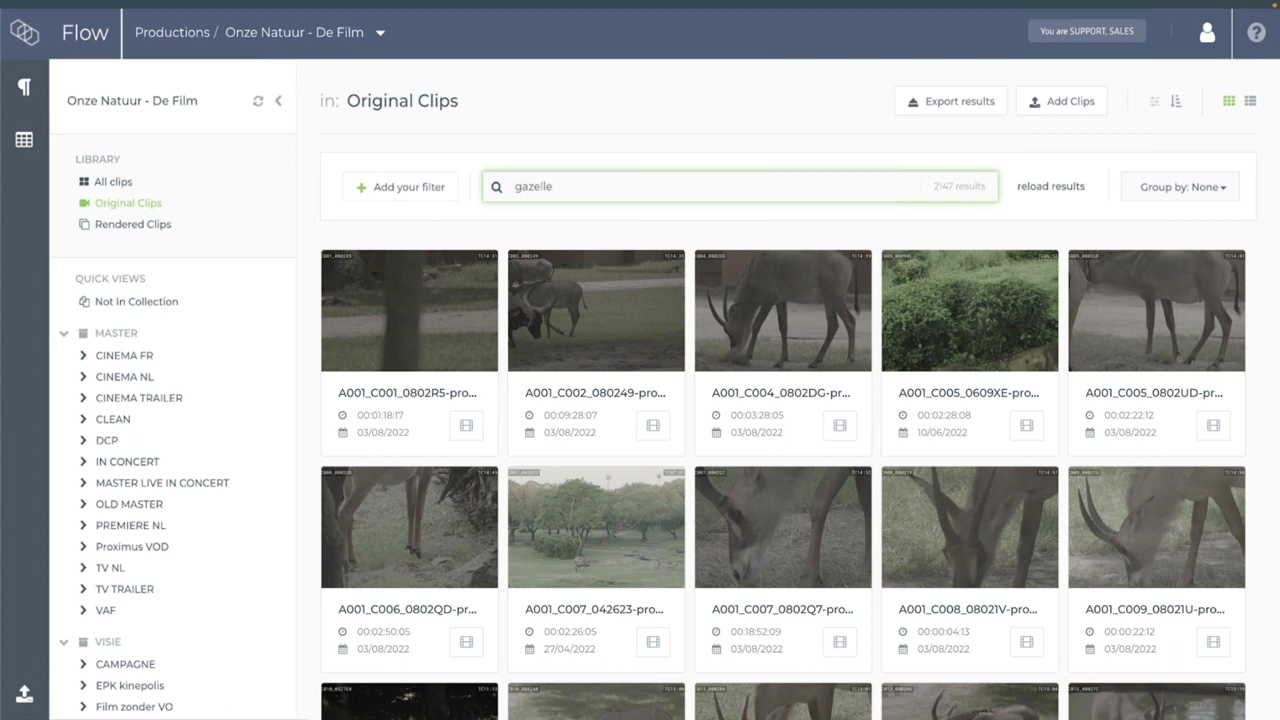 Flow
Productions / Onze Natuur - De Film
You are SUPPORT, SALES
Onze Natuur - De Film
LIBRARY
All clips
Original Clips
Rendered Clips
QUICK VIEWS
Not In Collection
MASTER
CINEMA FR
CINEMA NL
CINEMA TRAILER
CLEAN
DCP
IN CONCERT
MASTER LIVE IN CONCERT
OLD MASTER
PREMIERE NL
Proximus VOD
TV NL
TV TRAILER
VAF
VISIE
CAMPAGNE
EPK kinepolis
Film zonder VO
in: Original Clips
Export results
Add Clips
+ Add your filter
gazelle
2147 results
reload results
Group by: None
A001_C001_0802R5-pro...
00:01:18:17
03/08/2022
A001_C002_080249-pro...
00:09:28:07
03/08/2022
A001_C004_0802DG-pr...
00:03:28:05
03/08/2022
A001_C005_0609XE-pro...
00:02:28:08
10/06/2022
A001_C005_0802UD-pr...
00:02:22:12
03/08/2022
A001_C006_0802QD-pr...
00:02:50:05
03/08/2022
A001_C007_042623-pro...
00:02:26:05
27/04/2022
A001_C007_0802Q7-pro...
00:18:52:09
03/08/2022
A001_C008_08021V-pro...
00:00:04:13
03/08/2022
A001_C009_08021U-pro...
00:00:22:12
03/08/2022